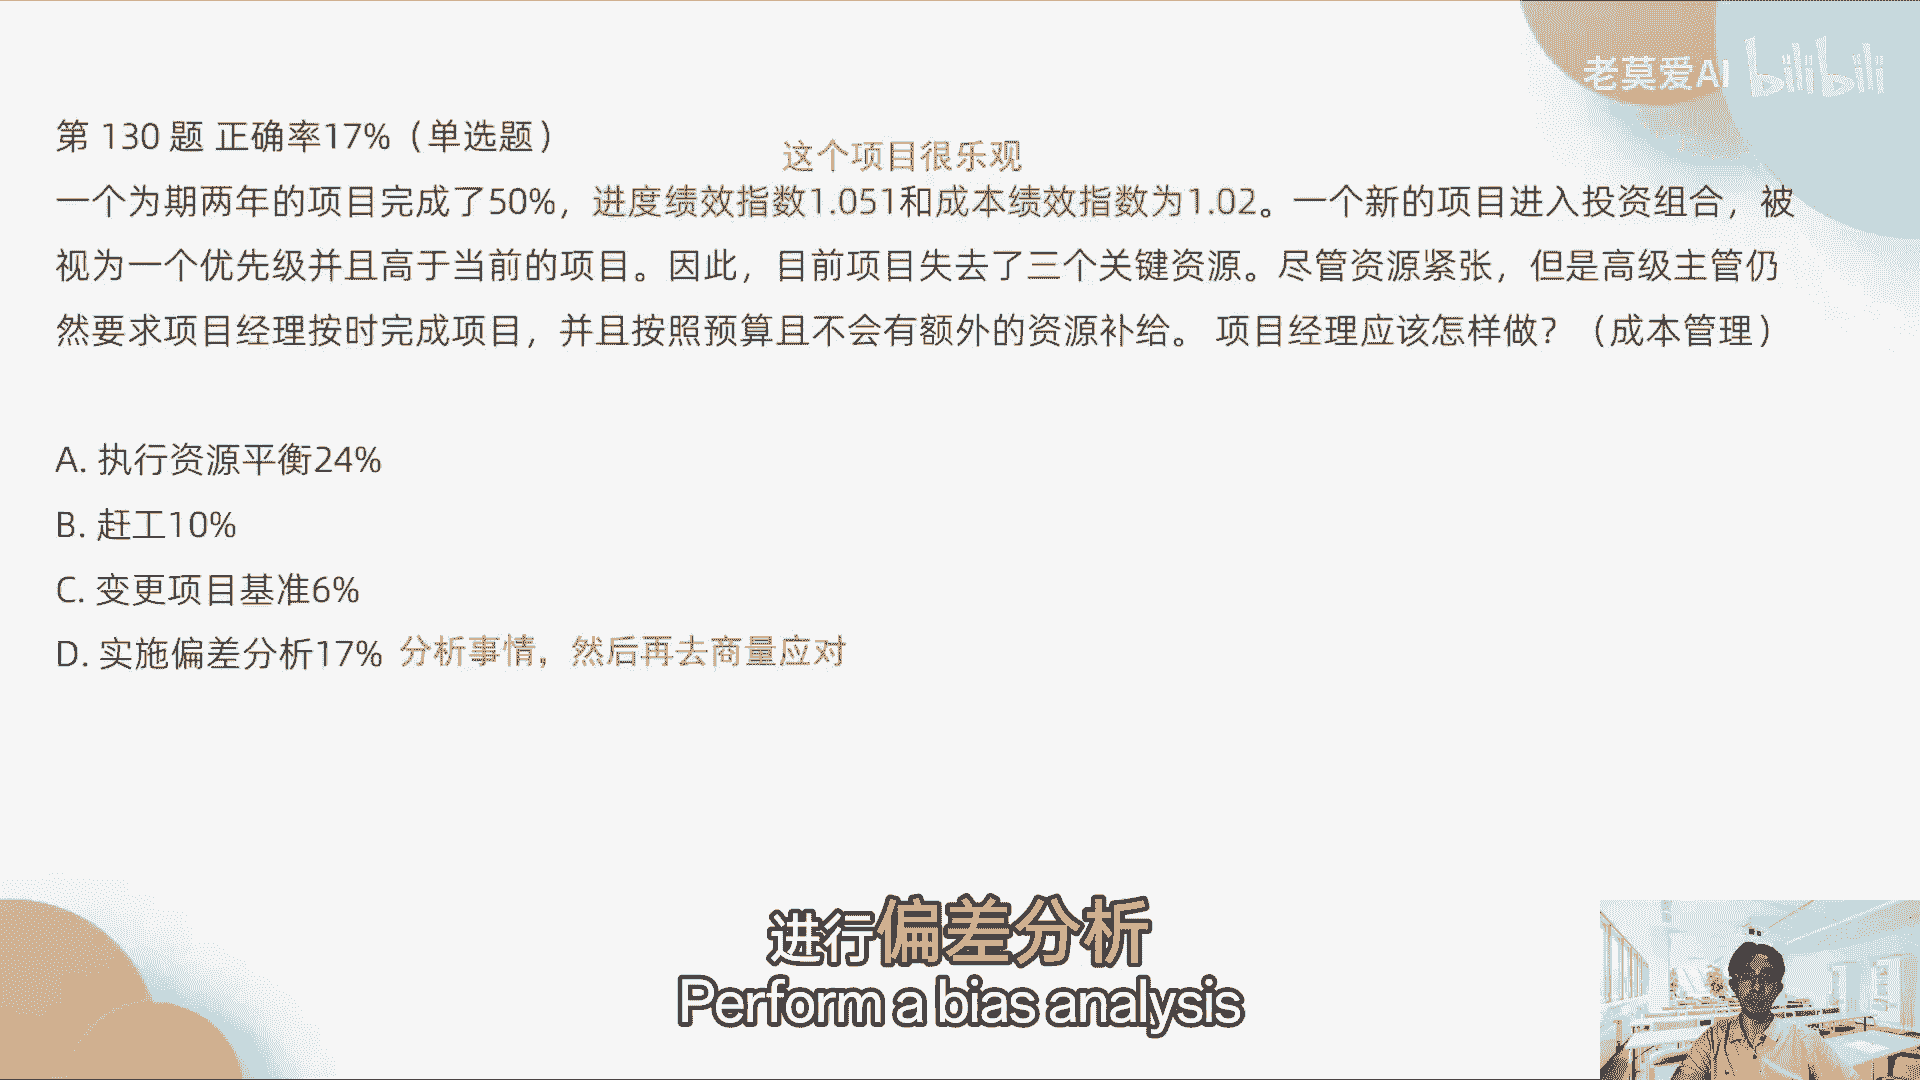 老莫爱AI bilibili
第 130 题 正确率17%（单选题）
这个项目很乐观
一个为期两年的项目完成了50%，进度绩效指数1.051和成本绩效指数为1.02。一个新的项目进入投资组合，被
视为一个优先级并且高于当前的项目。因此，目前项目失去了三个关键资源。尽管资源紧张，但是高级主管仍
然要求项目经理按时完成项目，并且按照预算且不会有额外的资源补给。 项目经理应该怎样做？（成本管理）
A. 执行资源平衡24%
B. 赶工10%
C. 变更项目基准6%
D. 实施偏差分析17% 分析事情，然后再去商量应对
进行偏差分析
Perform a bias analysis